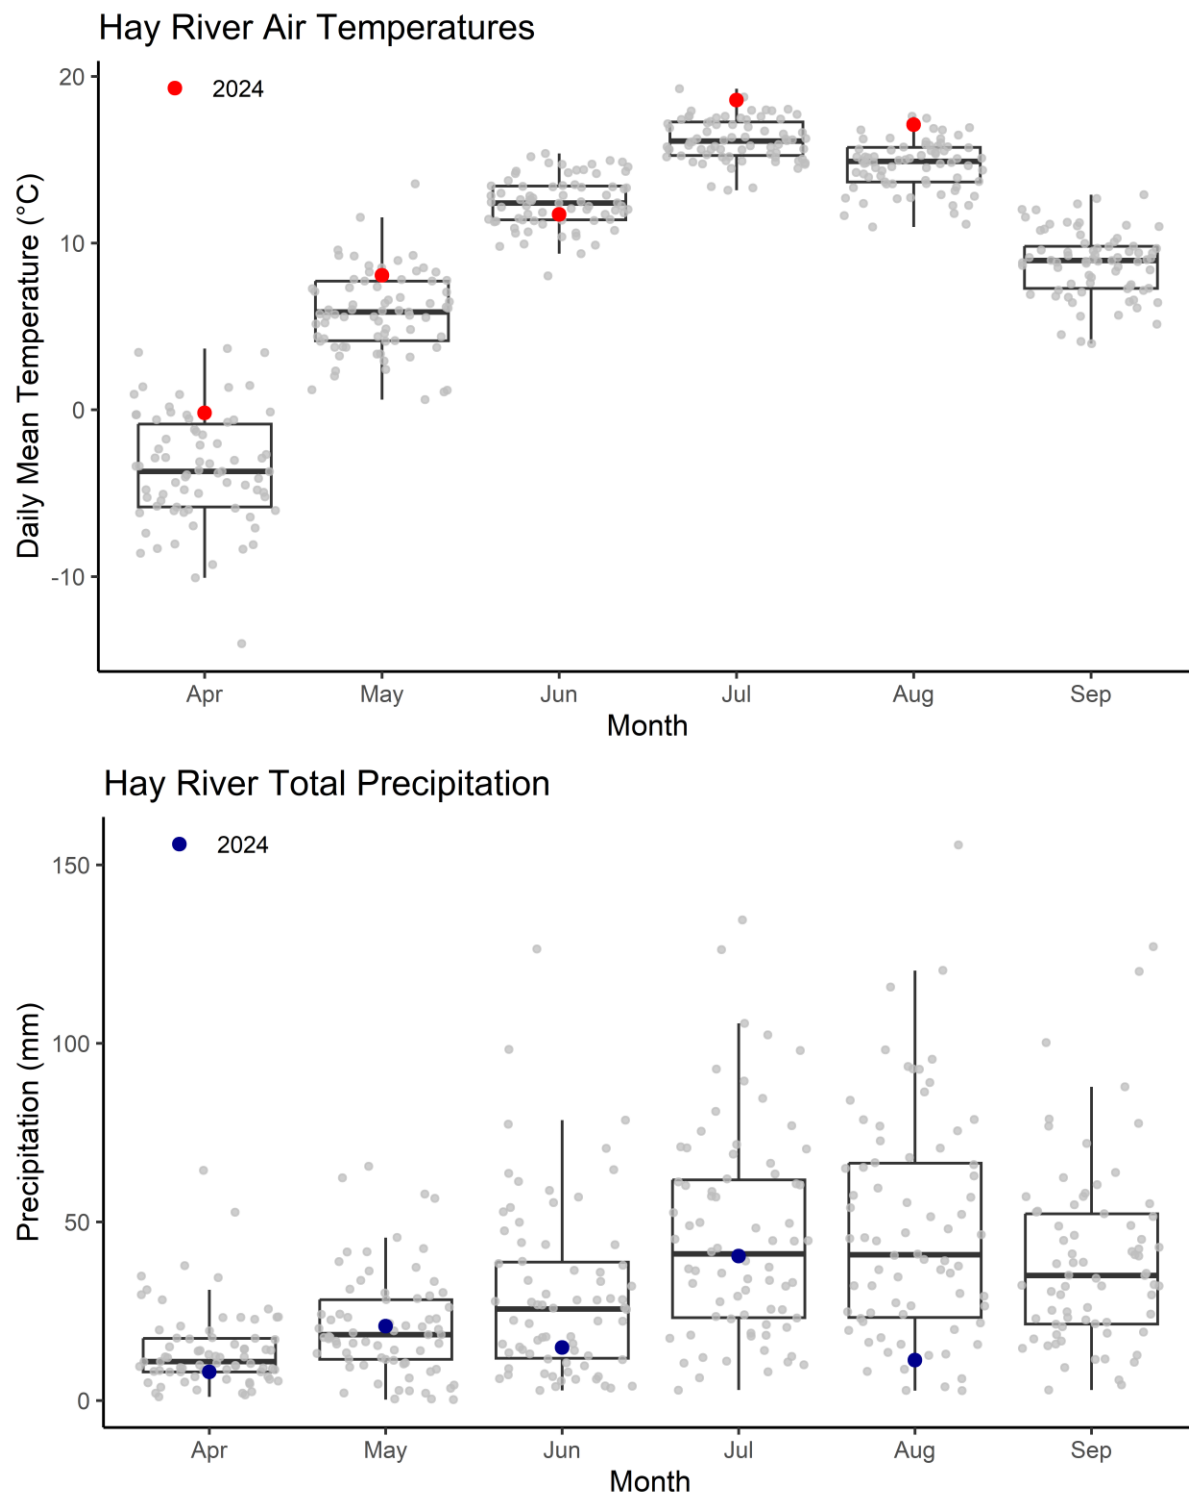 Hay River Air Temperatures
2024
20
10
0
-10
Daily Mean Temperature (°C)
Apr May Jun Jul Aug Sep
Month
Hay River Total Precipitation
2024
150
100
50
0
Precipitation (mm)
Apr May Jun Jul Aug Sep
Month